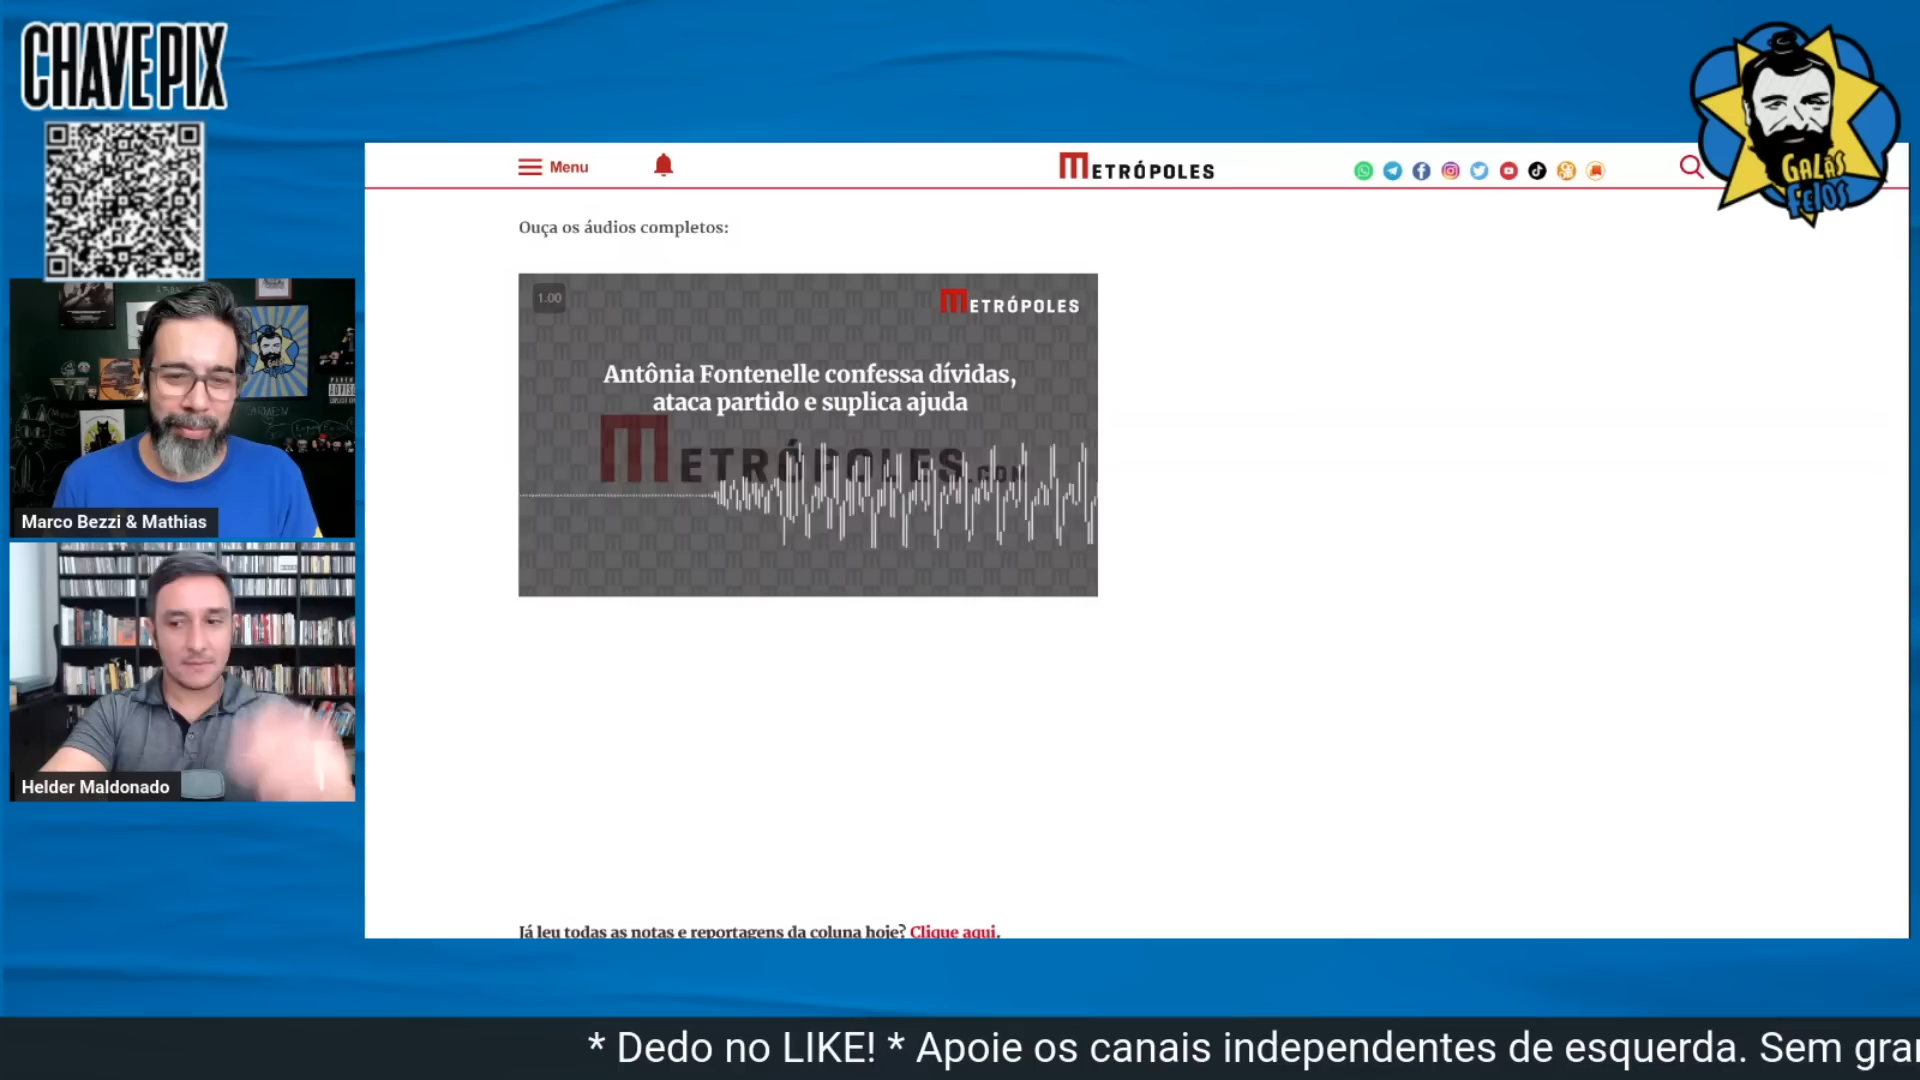 CHAVE PIX
GALÃS
FEIOS
Menu
METRÓPOLES
Ouça os áudios completos:
1.00
METRÓPOLES
Antônia Fontenelle confessa dívidas,
ataca partido e suplica ajuda
METRÓPOLES.COM
Marco Bezzi & Mathias
Helder Maldonado
Já leu todas as notas e reportagens da coluna hoje? Clique aqui.
* Dedo no LIKE! * Apoie os canais independentes de esquerda. Sem gra